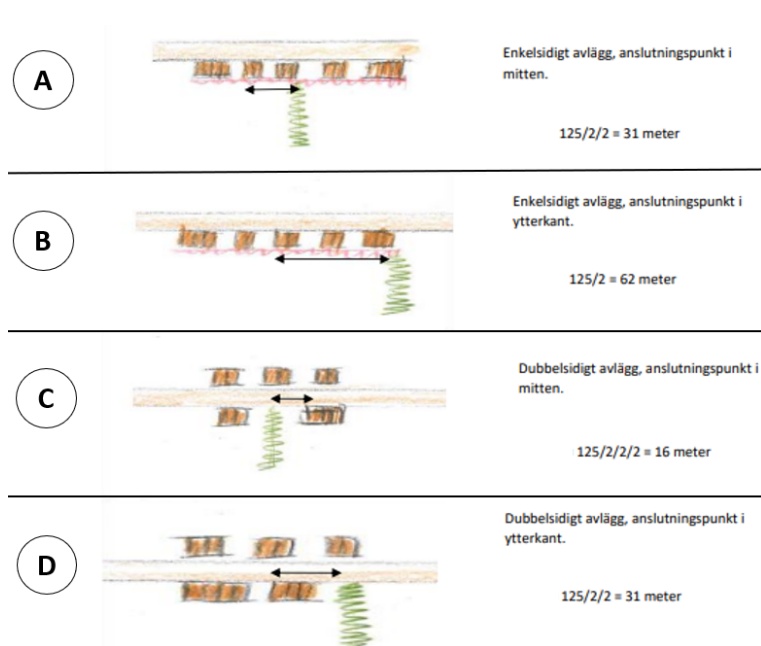 A
Enkelsidigt avlägg, anslutningspunkt i
mitten.
125/2/2 = 31 meter
B
Enkelsidigt avlägg, anslutningspunkt i
ytterkant.
125/2 = 62 meter
C
Dubbelsidigt avlägg, anslutningspunkt i
mitten.
125/2/2/2 = 16 meter
D
Dubbelsidigt avlägg, anslutningspunkt i
ytterkant.
125/2/2 = 31 meter